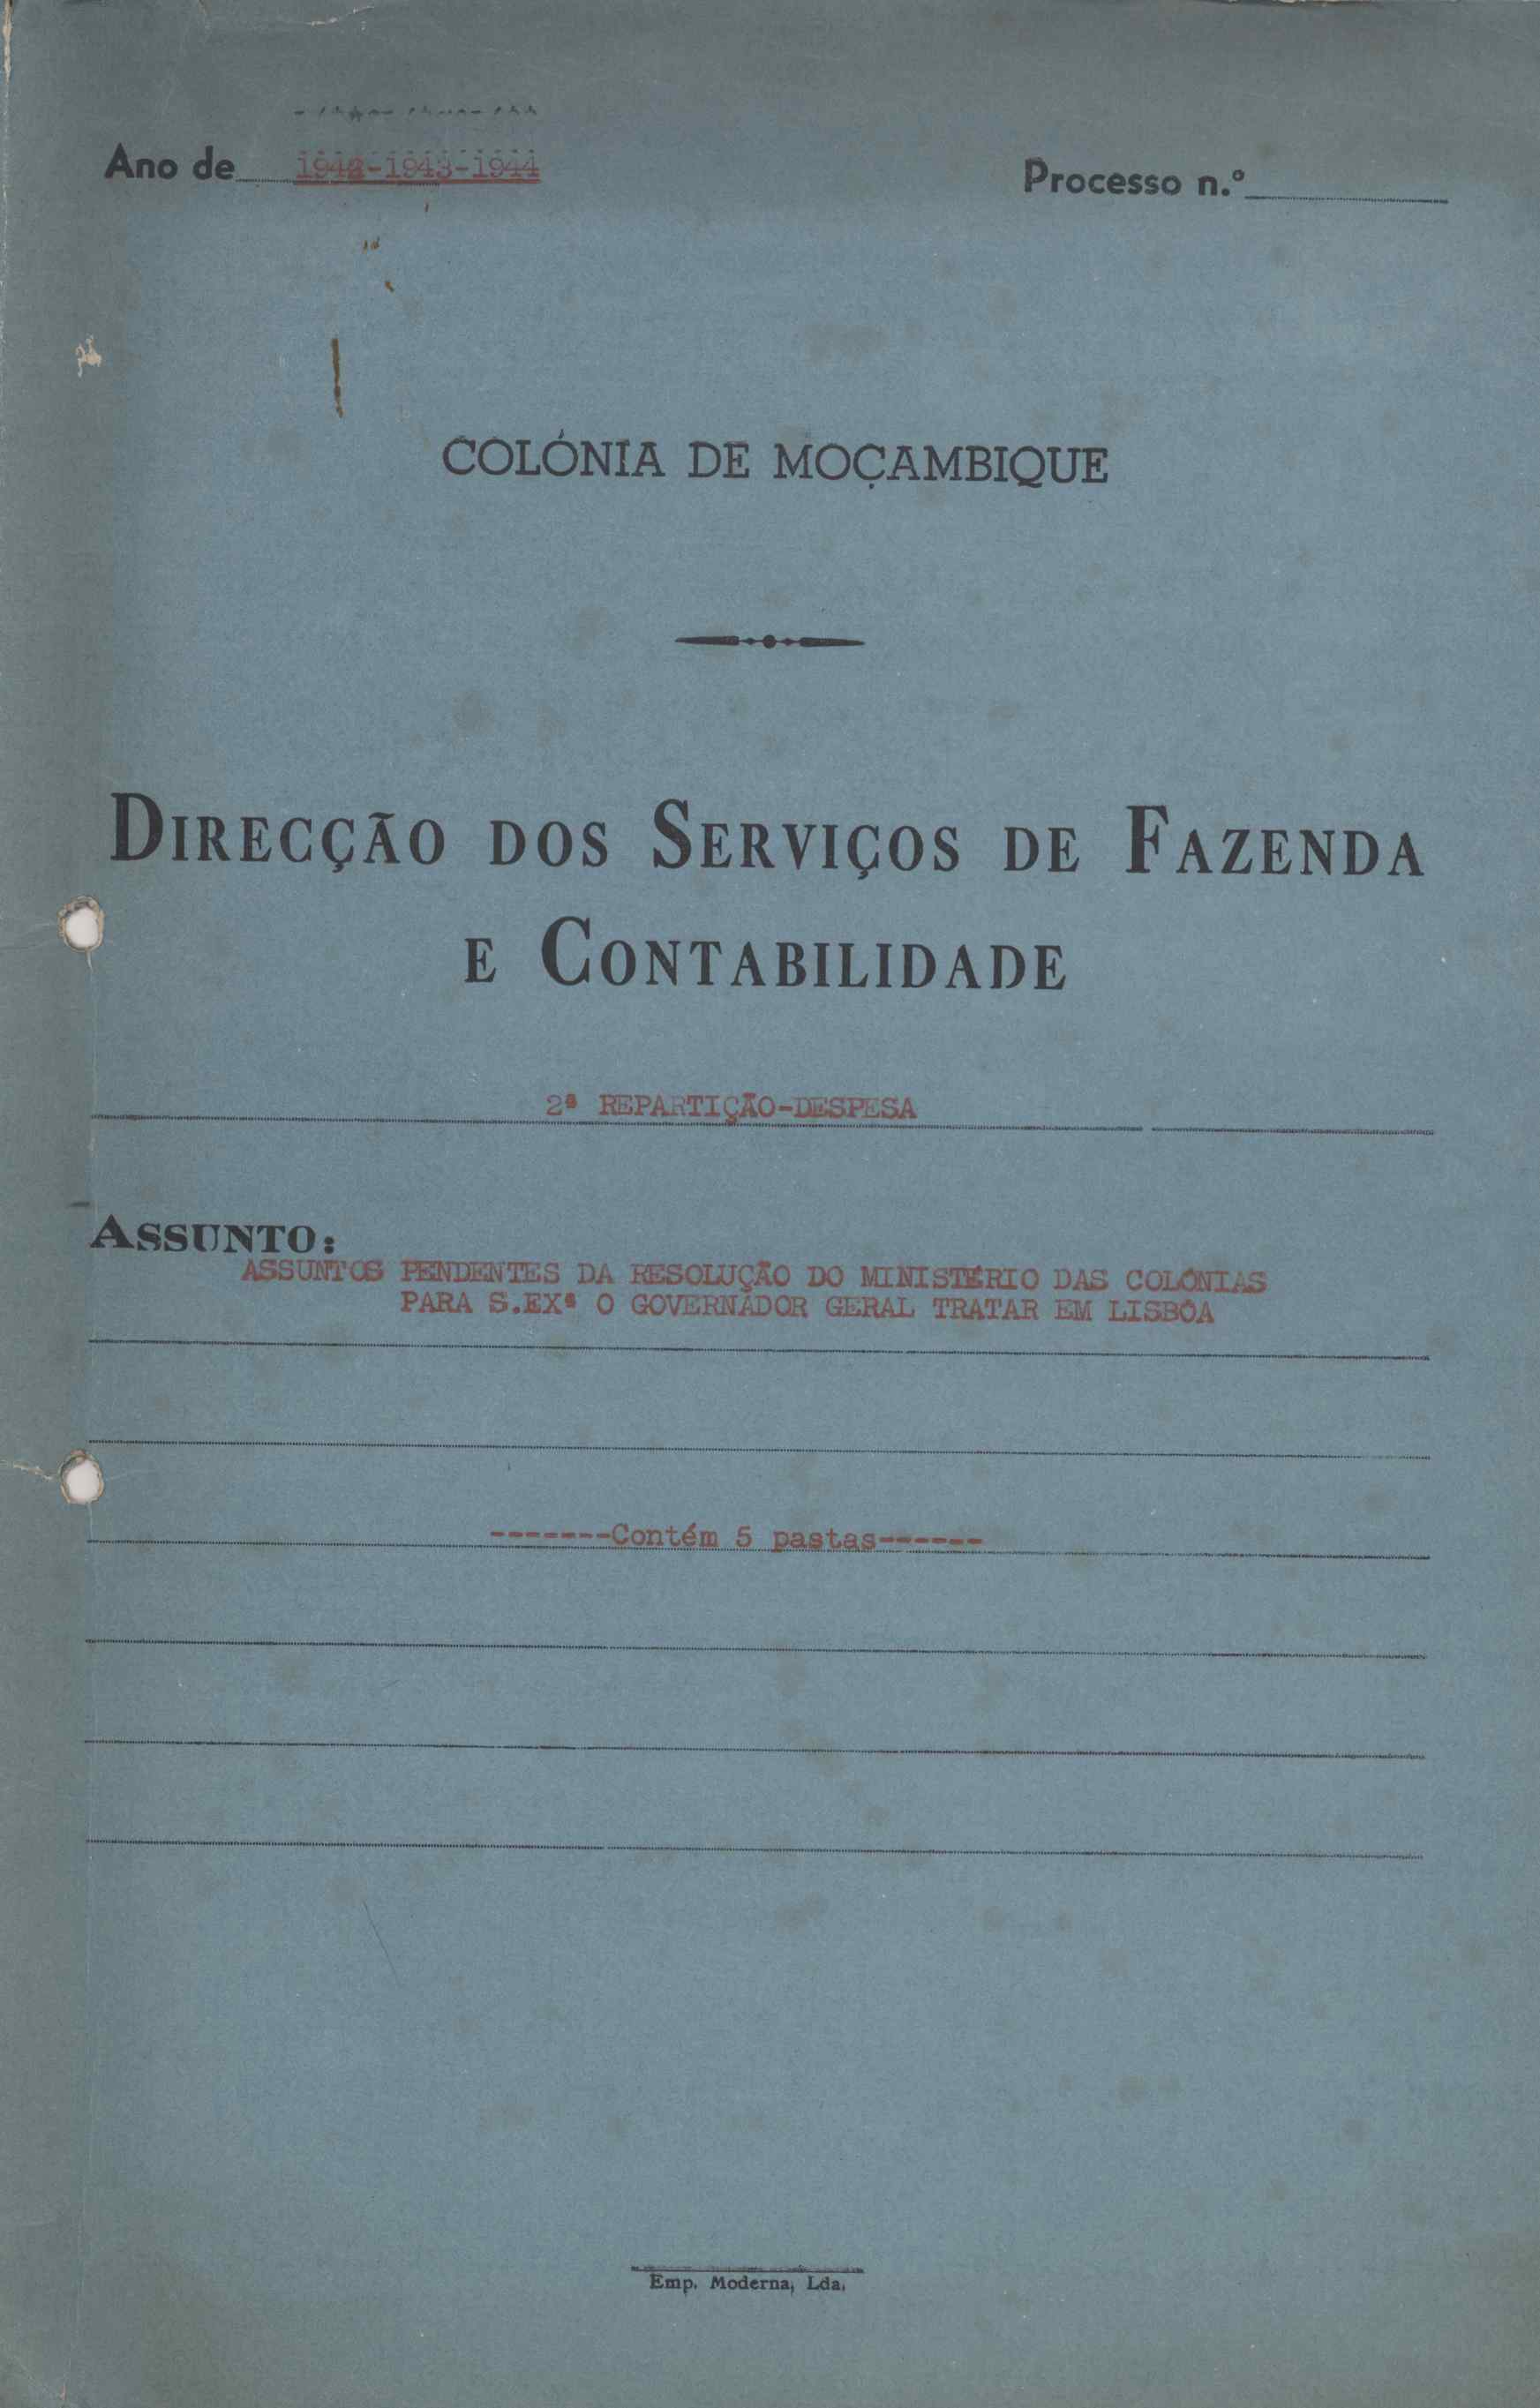 Ano de 1942-1943-1944
Processo n.º
COLÓNIA DE MOÇAMBIQUE
DIRECÇÃO DOS SERVIÇOS DE FAZENDA
E CONTABILIDADE
2ª REPARTIÇÃO-DESPESA
ASSUNTO:
ASSUNTOS PENDENTES DA RESOLUÇÃO DO MINISTÉRIO DAS COLÓNIAS
PARA S.EXª O GOVERNADOR GERAL TRATAR EM LISBÔA
-------Contém 5 pastas------
Emp. Moderna, Lda.